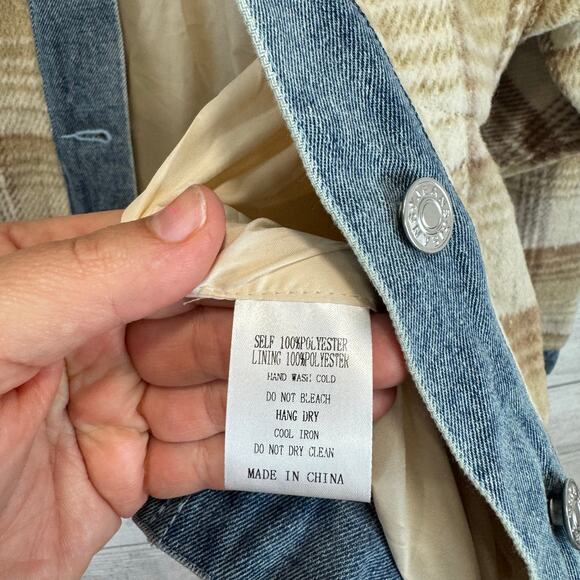 SELF 100%POLYESTER
LINING 100%POLYESTER
HAND WASH COLD
DO NOT BLEACH
HANG DRY
COOL IRON
DO NOT DRY CLEAN
MADE IN CHINA